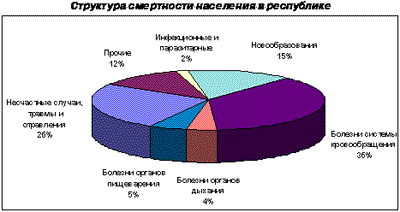 Структура смертности населения в республике
Инфекционные и
паразитарные
2%
Новообразования
15%
Прочие
12%
Несчастные случаи,
травмы и
отравления
26%
Болезни системы
кровообращения
36%
Болезни органов
пищеварения
5%
Болезни органов
дыхания
4%